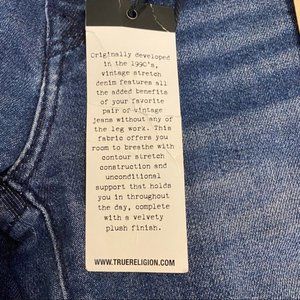 Originally developed
in the 1990's,
vintage stretch
denim features all
the added benefits
of your favorite
pair of vintage
jeans without any of
the leg work. This
fabric offers you
room to breathe with
contour stretch
construction and
unconditional
support that holds
you in throughout
the day, complete
with a velvety
plush finish.
WWW.TRUERELIGION.COM